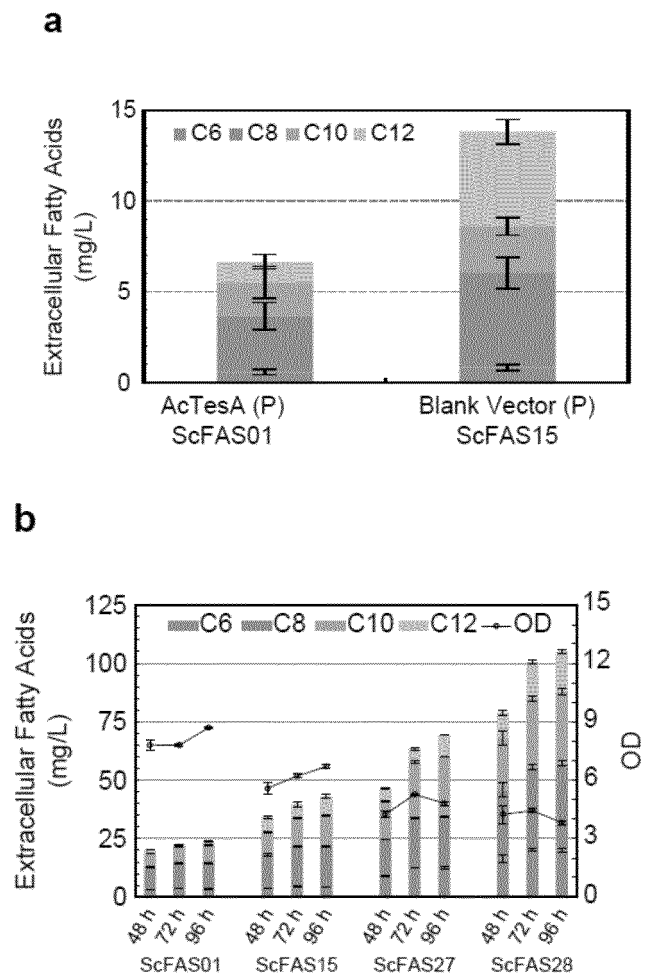 a
Extracellular Fatty Acids
(mg/L)
15
10
5
0
C6 C8 C10 C12
AcTesA (P)
ScFAS01
Blank Vector (P)
ScFAS15
b
Extracellular Fatty Acids
(mg/L)
125
100
75
50
25
0
C6 C8 C10 C12 OD
15
12
9
6
3
0
OD
48 h 72 h 96 h 48 h 72 h 96 h 48 h 72 h 96 h 48 h 72 h 96 h
ScFAS01 ScFAS15 ScFAS27 ScFAS28